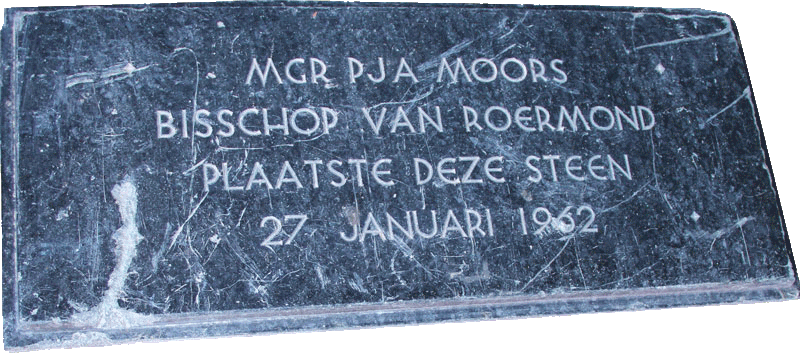 MGR PJA MOORS
BISSCHOP VAN ROERMOND
PLAATSTE DEZE STEEN
27 JANUARI 1962